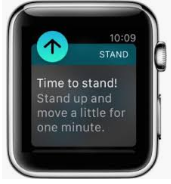 10:09
STAND
Time to stand!
Stand up and
move a little for
one minute.